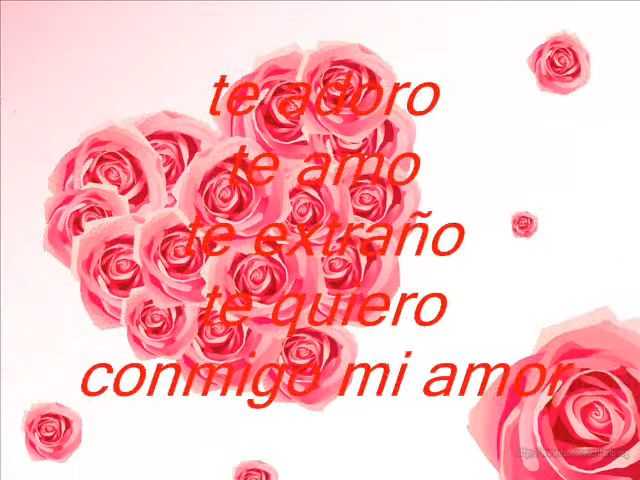 te adoro
te amo
te extraño
te quiero
conmigo mi amor